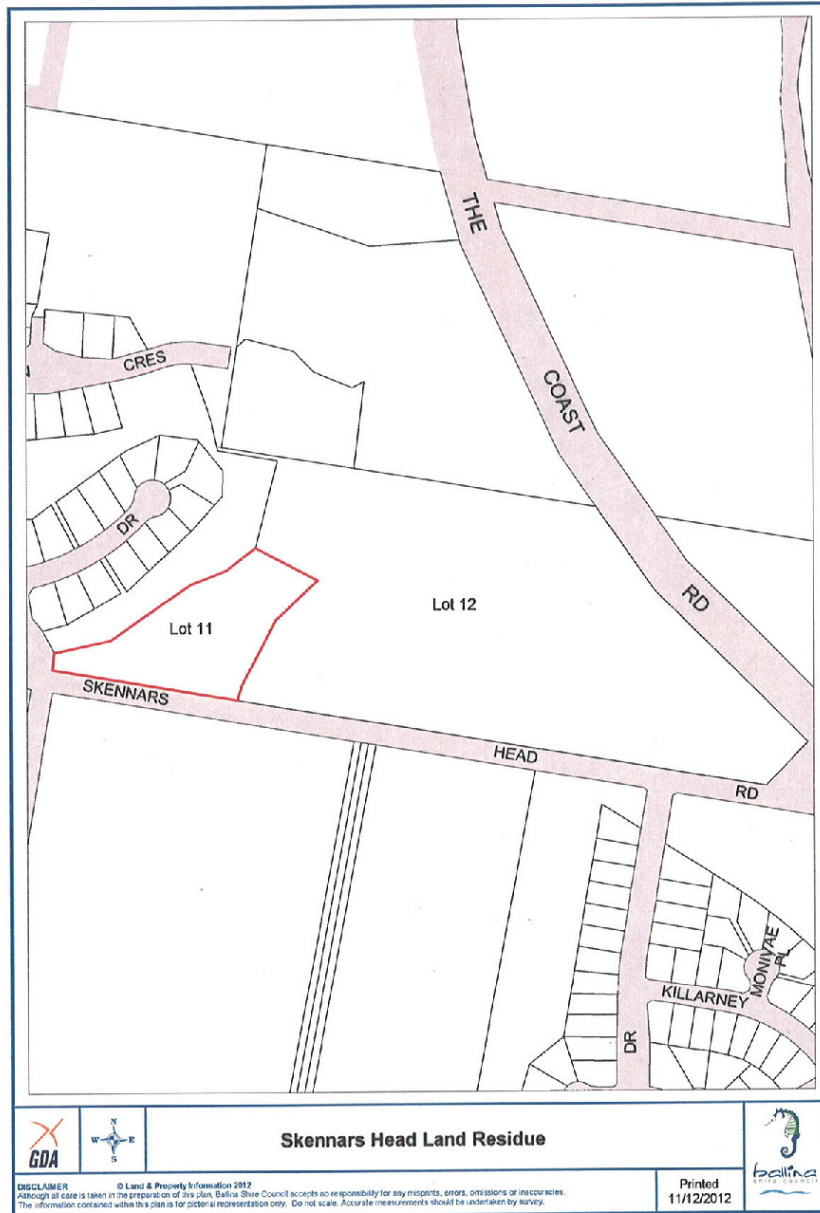 THE
COAST
RD
CRES
DR
Lot 12
Lot 11
SKENNARS
HEAD
RD
MONIVAE
PL
KILLARNEY
DR
GDA
N
W E
S
Skennars Head Land Residue
ballina
shire council
DISCLAIMER © Land & Property Information 2012
Although all care is taken in the preparation of this plan, Ballina Shire Council accepts no responsibility for any misprints, errors, omissions or inaccuracies.
The information contained within this plan is for pictorial representation only. Do not scale. Accurate measurements should be undertaken by survey.
Printed
11/12/2012